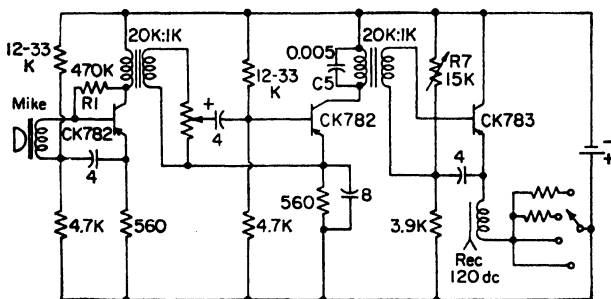 12-33
K
20K:1K
470K
R1
Mike
CK782
4
4.7K
560
12-33
K
+
4
0.005
C5
20K:1K
CK782
560
8
4.7K
R7
15K
CK783
4
3.9K
Rec
120 dc
-
+